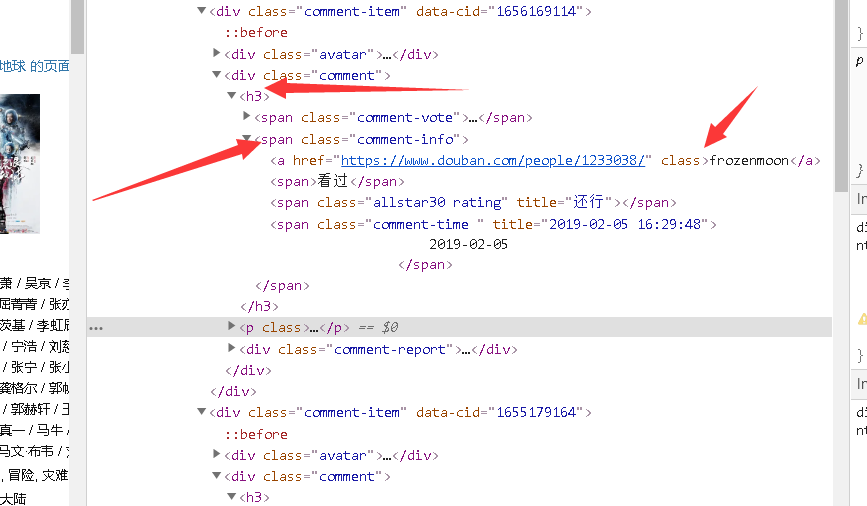 ▼<div class="comment-item" data-cid="1656169114">
::before
▶<div class="avatar">…</div>
▼<div class="comment">
▼<h3>
▶<span class="comment-vote">…</span>
▼<span class="comment-info">
<a href="https://www.douban.com/people/1233038/" class>frozenmoon</a>
<span>看过</span>
<span class="allstar30 rating" title="还行"></span>
<span class="comment-time " title="2019-02-05 16:29:48">
2019-02-05
</span>
</span>
</h3>
… ▶<p class>…</p> == $0
▶<div class="comment-report">…</div>
</div>
</div>
▼<div class="comment-item" data-cid="1655179164">
::before
▶<div class="avatar">…</div>
▼<div class="comment">
▼<h3>
地球 的页面
萧 / 吴京 /
屈菁菁 / 张亦
茨基 / 李虹辰
/ 宁浩 / 刘慈
/ 张宁 / 张小
龚格尔 / 郭帆
/ 郭赫轩 / 王
真一 / 马牛 /
马文·布韦 /
, 冒险, 灾难
大陆
}
p
}
In
di
nt
}
In
di
nt